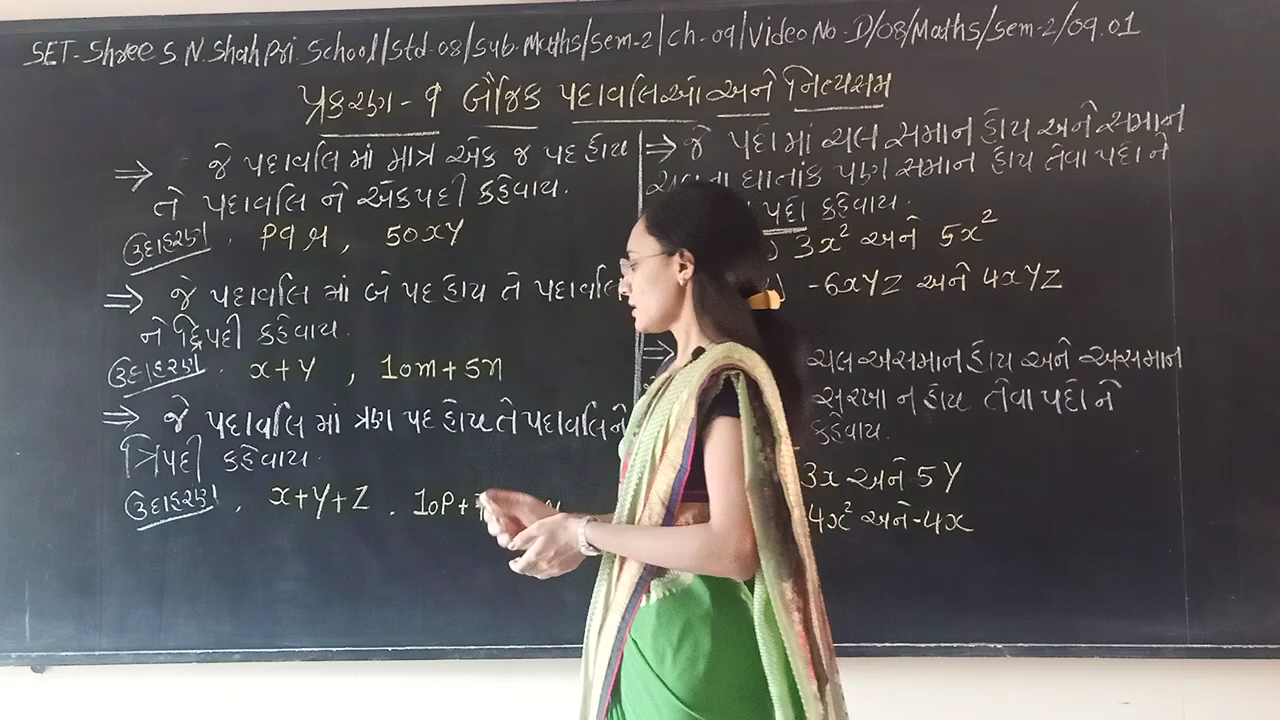 SET-Shree S N. Shah Pri. School/Std-08/Sub-Maths/Sem-2/Ch-09/Video No-D/08/Maths/Sem-2/09.01
પ્રકરણ - ૧ બૈજિક પદાવલિઓ અને નિત્યસમ
⇒ જે પદાવલિ માં માત્ર એક જ પદ હોય
તે પદાવલિ ને એકપદી કહેવાય.
ઉદાહરણ. 50xy
⇒ જે પદાવલિ માં બે પદ હોય તે પદાવલિ
ને દ્વિપદી કહેવાય.
ઉદાહરણ. x+y , 10m+5n
⇒ જે પદાવલિ માં ત્રણ પદ હોય તે પદાવલિ ને
ત્રિપદી કહેવાય.
ઉદાહરણ , x+y+z , 10p+
⇒ જે પદો માં ચલ સમાન હોય અને સમાન
ઘાતાંક પણ સમાન હોય તેવા પદો ને
પદો કહેવાય.
3x² અને 5x²
-6xyz અને 4xyz
⇒ ચલ અસમાન હોય અને અસમાન
સરખા ન હોય તેવા પદો ને
કહેવાય.
3x અને 5y
4x² અને -4x